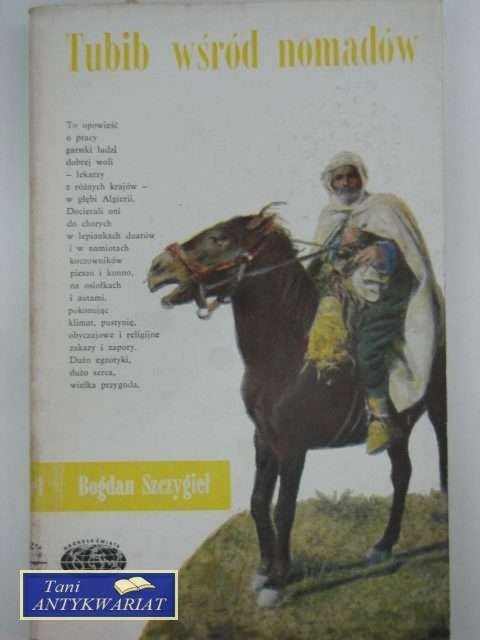 Tubib wśród nomadów
To opowieść
o pracy
garstki ludzi
dobrej woli
– lekarzy
z różnych krajów –
w głębi Algierii.
Docierali oni
do chorych
w lepiankach duarów
i w namiotach
koczowników
pieszo i konno,
na osiołkach
i autami,
pokonując
klimat, pustynię,
obyczajowe i religijne
zakazy i zapory.
Dużo egzotyki,
dużo serca,
wielka przygoda.
Bogdan Szczygieł
NAOKOŁO ŚWIATA
Tani
ANTYKWARIAT